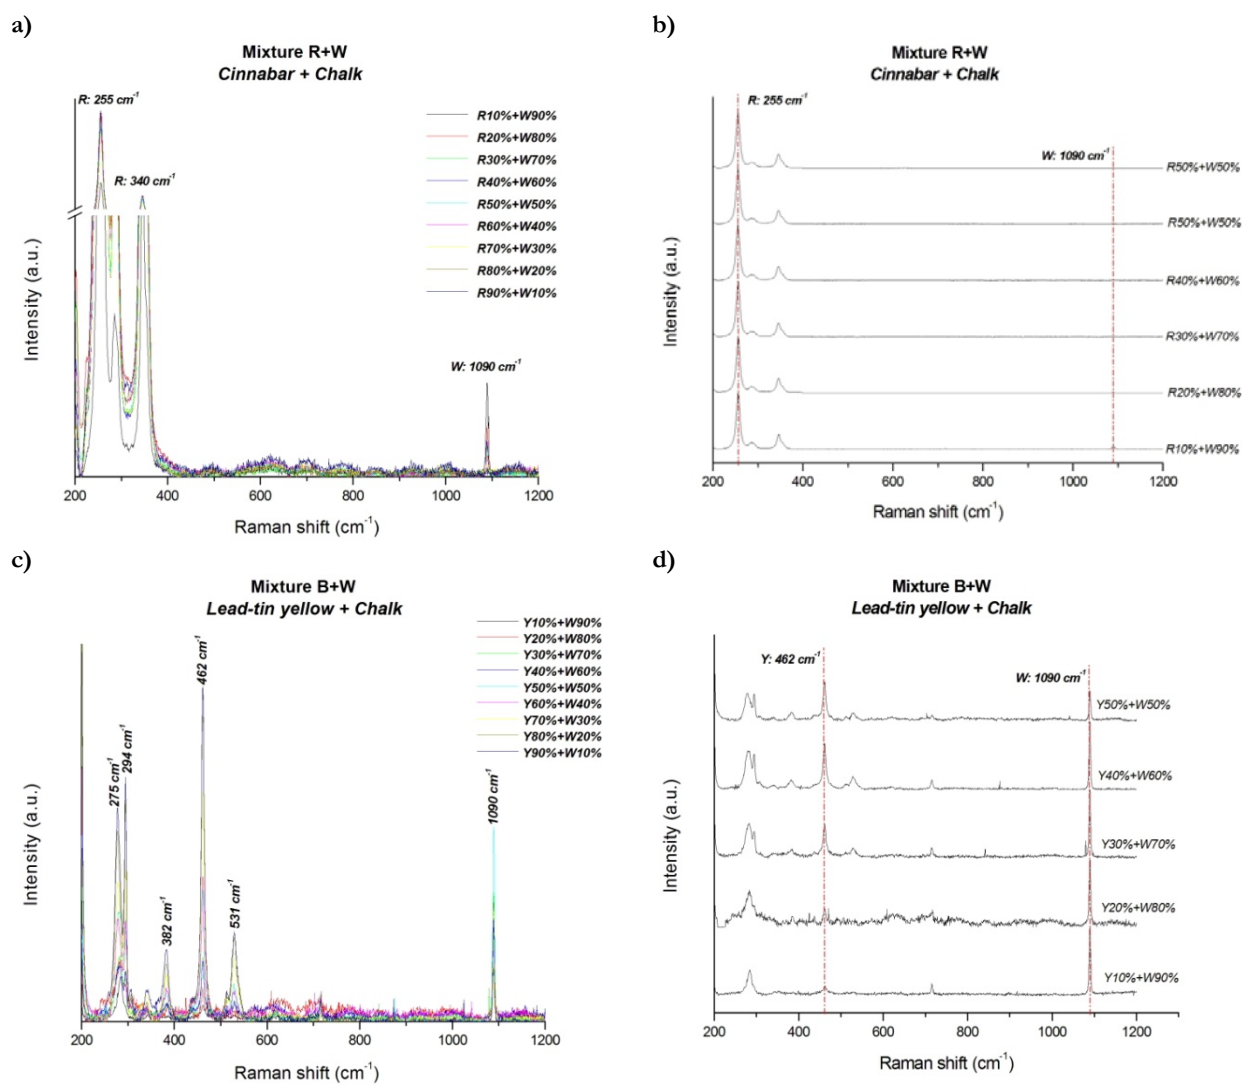 a)
Mixture R+W
Cinnabar + Chalk
R: 255 cm-1
R: 340 cm-1
W: 1090 cm-1
R10%+W90%
R20%+W80%
R30%+W70%
R40%+W60%
R50%+W50%
R60%+W40%
R70%+W30%
R80%+W20%
R90%+W10%
Intensity (a.u.)
200 400 600 800 1000 1200
Raman shift (cm-1)
b)
Mixture R+W
Cinnabar + Chalk
R: 255 cm-1
W: 1090 cm-1
R50%+W50%
R50%+W50%
R40%+W60%
R30%+W70%
R20%+W80%
R10%+W90%
Intensity (a.u.)
200 400 600 800 1000 1200
Raman shift (cm-1)
c)
Mixture B+W
Lead-tin yellow + Chalk
275 cm-1
294 cm-1
382 cm-1
462 cm-1
531 cm-1
1090 cm-1
Y10%+W90%
Y20%+W80%
Y30%+W70%
Y40%+W60%
Y50%+W50%
Y60%+W40%
Y70%+W30%
Y80%+W20%
Y90%+W10%
Intensity (a.u.)
200 400 600 800 1000 1200
Raman shift (cm-1)
d)
Mixture B+W
Lead-tin yellow + Chalk
Y: 462 cm-1
W: 1090 cm-1
Y50%+W50%
Y40%+W60%
Y30%+W70%
Y20%+W80%
Y10%+W90%
Intensity (a.u.)
200 400 600 800 1000 1200
Raman shift (cm-1)